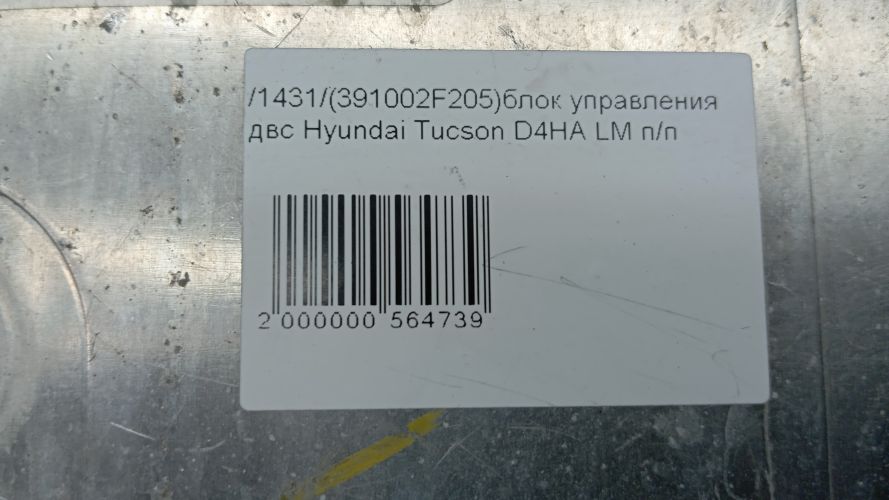 /1431/(391002F205)блок управления
двс Hyundai Tucson D4HA LM п/п
2 000000 564739